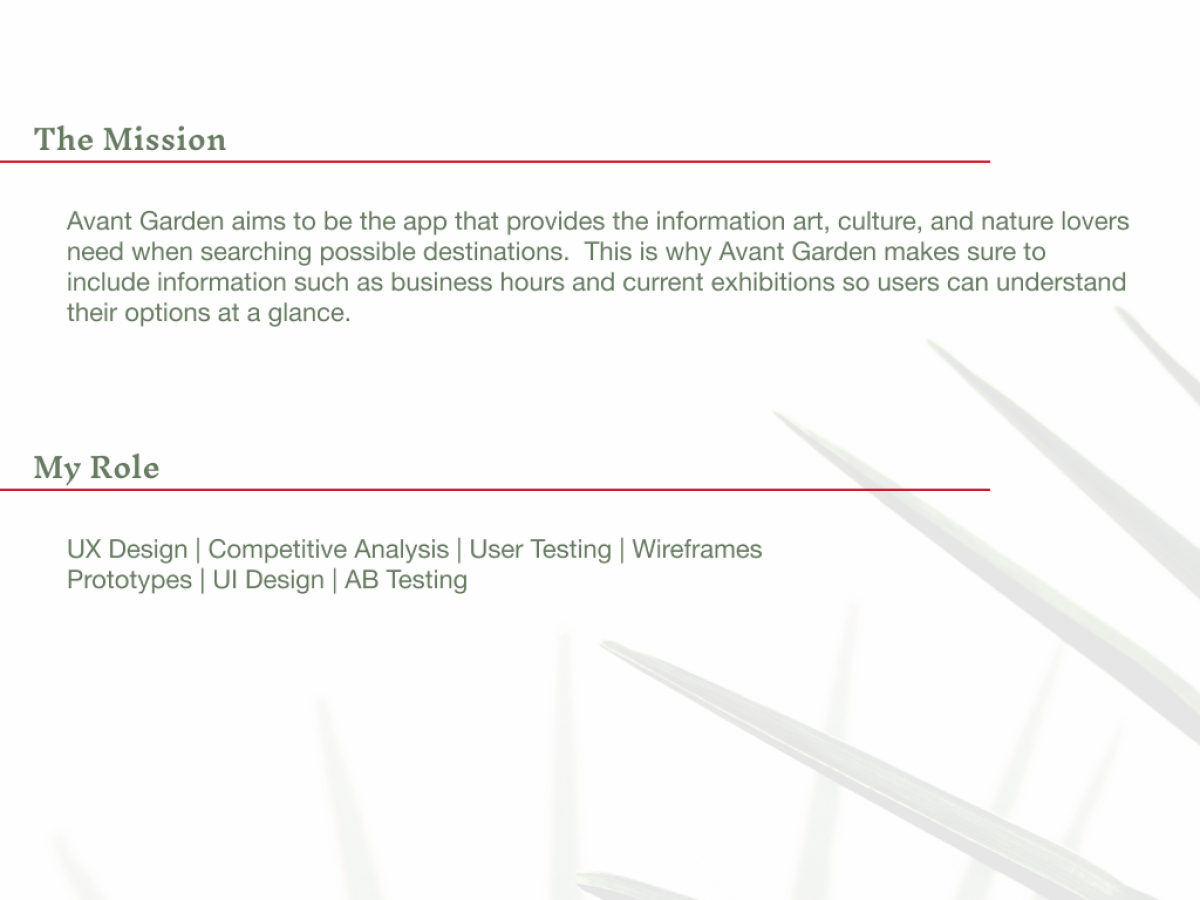 The Mission
Avant Garden aims to be the app that provides the information art, culture, and nature lovers
need when searching possible destinations.  This is why Avant Garden makes sure to
include information such as business hours and current exhibitions so users can understand
their options at a glance.
My Role
UX Design | Competitive Analysis | User Testing | Wireframes
Prototypes | UI Design | AB Testing